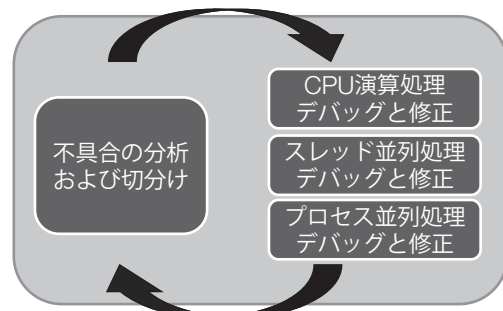 不具合の分析
および切分け
CPU演算処理
デバッグと修正
スレッド並列処理
デバッグと修正
プロセス並列処理
デバッグと修正